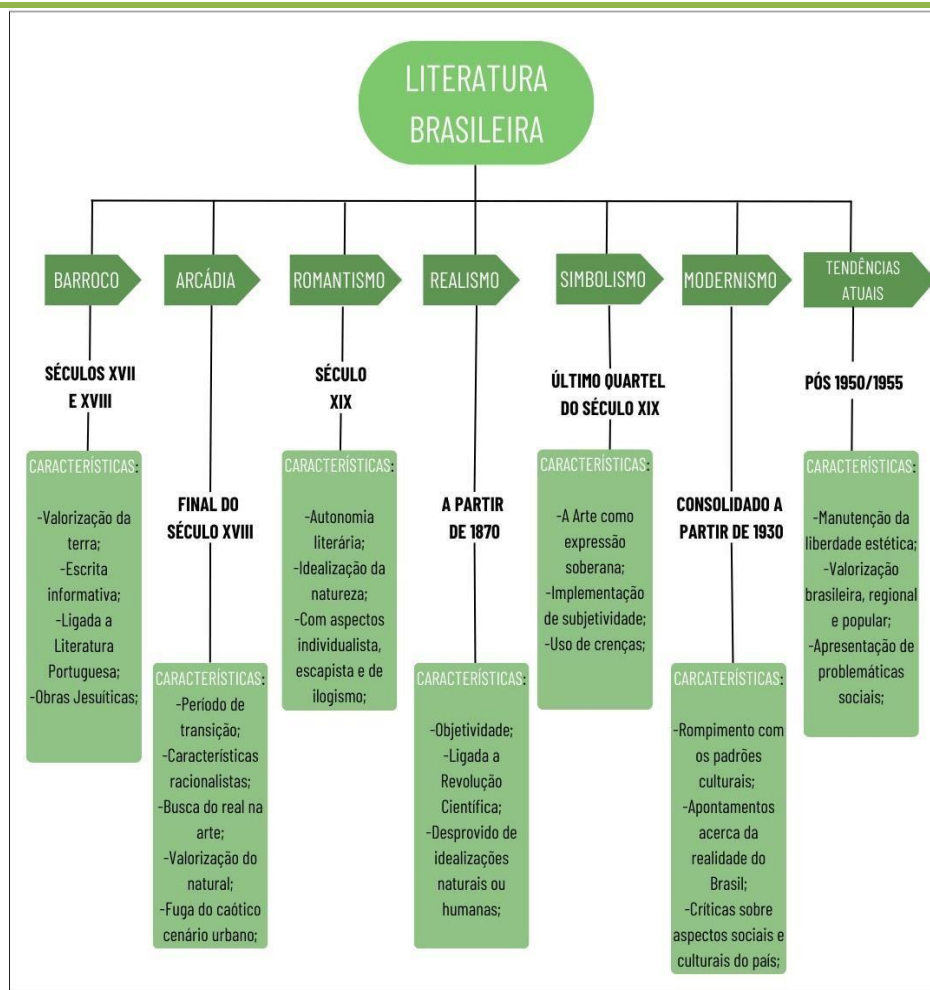 LITERATURA
BRASILEIRA
BARROCO
ARCÁDIA
ROMANTISMO
REALISMO
SIMBOLISMO
MODERNISMO
TENDÊNCIAS
ATUAIS
SÉCULOS XVII
E XVIII
CARACTERÍSTICAS:
-Valorização da
terra;
-Escrita
informativa;
-Ligada a
Literatura
Portuguesa;
-Obras Jesuíticas;
FINAL DO
SÉCULO XVIII
CARACTERÍSTICAS:
-Período de
transição;
-Características
racionalistas;
-Busca do real na
arte;
-Valorização do
natural;
-Fuga do caótico
cenário urbano;
SÉCULO
XIX
CARACTERÍSTICAS:
-Autonomia
literária;
-Idealização da
natureza;
-Com aspectos
individualista,
escapista e de
ilogismo;
A PARTIR
DE 1870
CARACTERÍSTICAS:
-Objetividade;
-Ligada a
Revolução
Científica;
-Desprovido de
idealizações
naturais ou
humanas;
ÚLTIMO QUARTEL
DO SÉCULO XIX
CARACTERÍSTICAS:
-A Arte como
expressão
soberana;
-Implementação
de subjetividade;
-Uso de crenças;
CONSOLIDADO A
PARTIR DE 1930
CARCATERÍSTICAS:
-Rompimento com
os padrões
culturais;
-Apontamentos
acerca da
realidade do
Brasil;
-Críticas sobre
aspectos sociais e
culturais do país;
PÓS 1950/1955
CARACTERÍSTICAS:
-Manutenção da
liberdade estética;
-Valorização
brasileira, regional
e popular;
-Apresentação de
problemáticas
sociais;